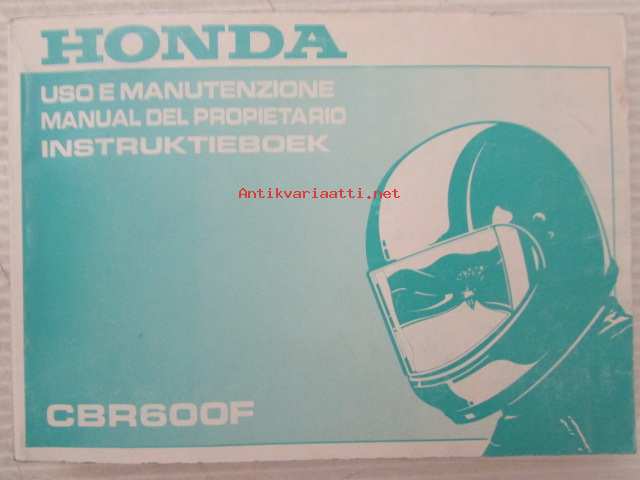 HONDA
USO E MANUTENZIONE
MANUAL DEL PROPIETARIO
INSTRUKTIEBOEK
Antikvariaatti.net
CBR600F